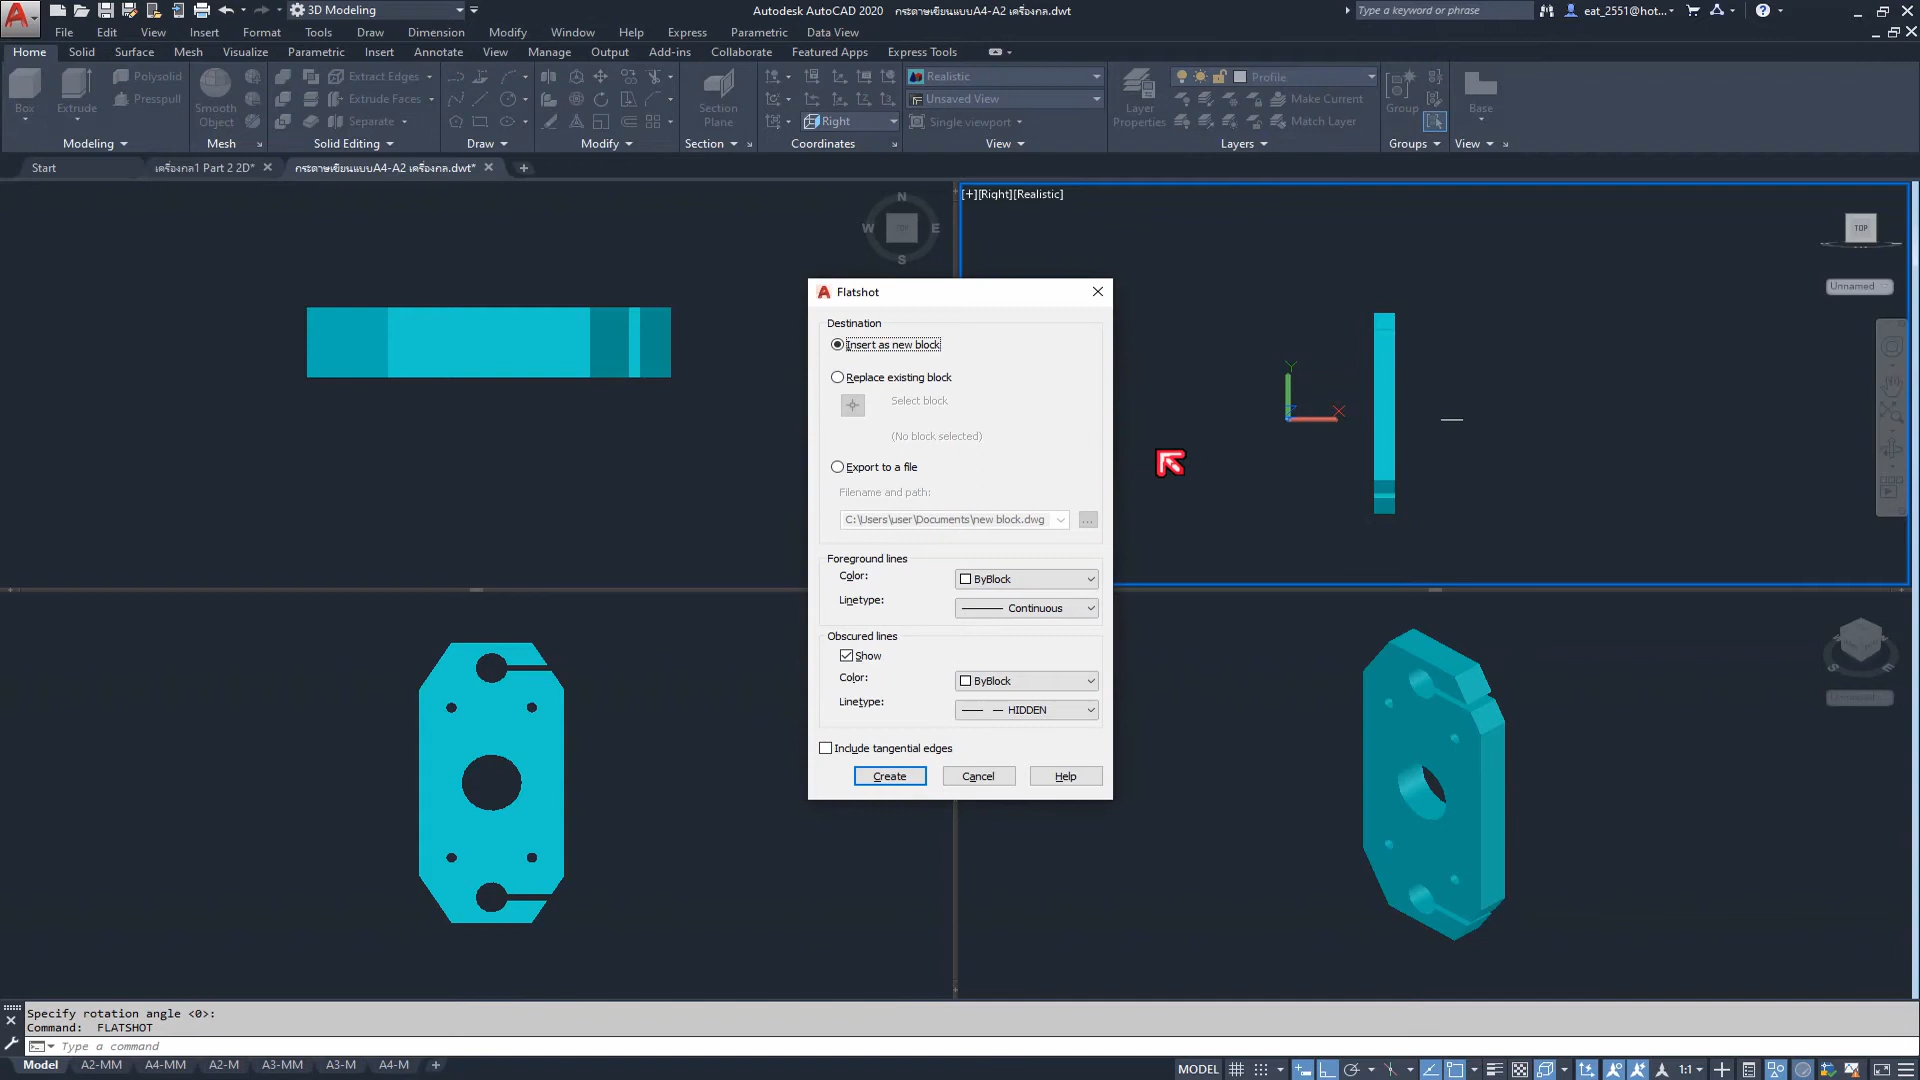 3D Modeling
Autodesk AutoCAD 2020 กระดาษเขียนแบบA4-A2 เครื่องกล.dwt
Type a keyword or phrase
eat_2551@hot...
File Edit View Insert Format Tools Draw Dimension Modify Window Help Express Parametric Data View
Home Solid Surface Mesh Visualize Parametric Insert Annotate View Manage Output Add-ins Collaborate Featured Apps Express Tools
Box
Extrude
Polysolid
Presspull
Smooth
Object
Extract Edges
Extrude Faces
Separate
Section
Plane
Realistic
Unsaved View
Single viewport
Right
Layer
Properties
Profile
Make Current
Match Layer
Group
Base
Modeling Mesh Solid Editing Draw Modify Section Coordinates View Layers Groups View
Start
เครื่องกล1 Part 2 2D*
กระดาษเขียนแบบA4-A2 เครื่องกล.dwt*
[+][Right][Realistic]
N
W TOP E
S
TOP
Unnamed
Y
X
Flatshot
Destination
Insert as new block
Replace existing block
Select block
(No block selected)
Export to a file
Filename and path:
C:\Users\user\Documents\new block.dwg
...
Foreground lines
Color: ByBlock
Linetype: Continuous
Obscured lines
Show
Color: ByBlock
Linetype: HIDDEN
Include tangential edges
Create Cancel Help
S E
Specify rotation angle <0>:
Command: FLATSHOT
Type a command
Model A2-MM A4-MM A2-M A3-MM A3-M A4-M
MODEL
1:1